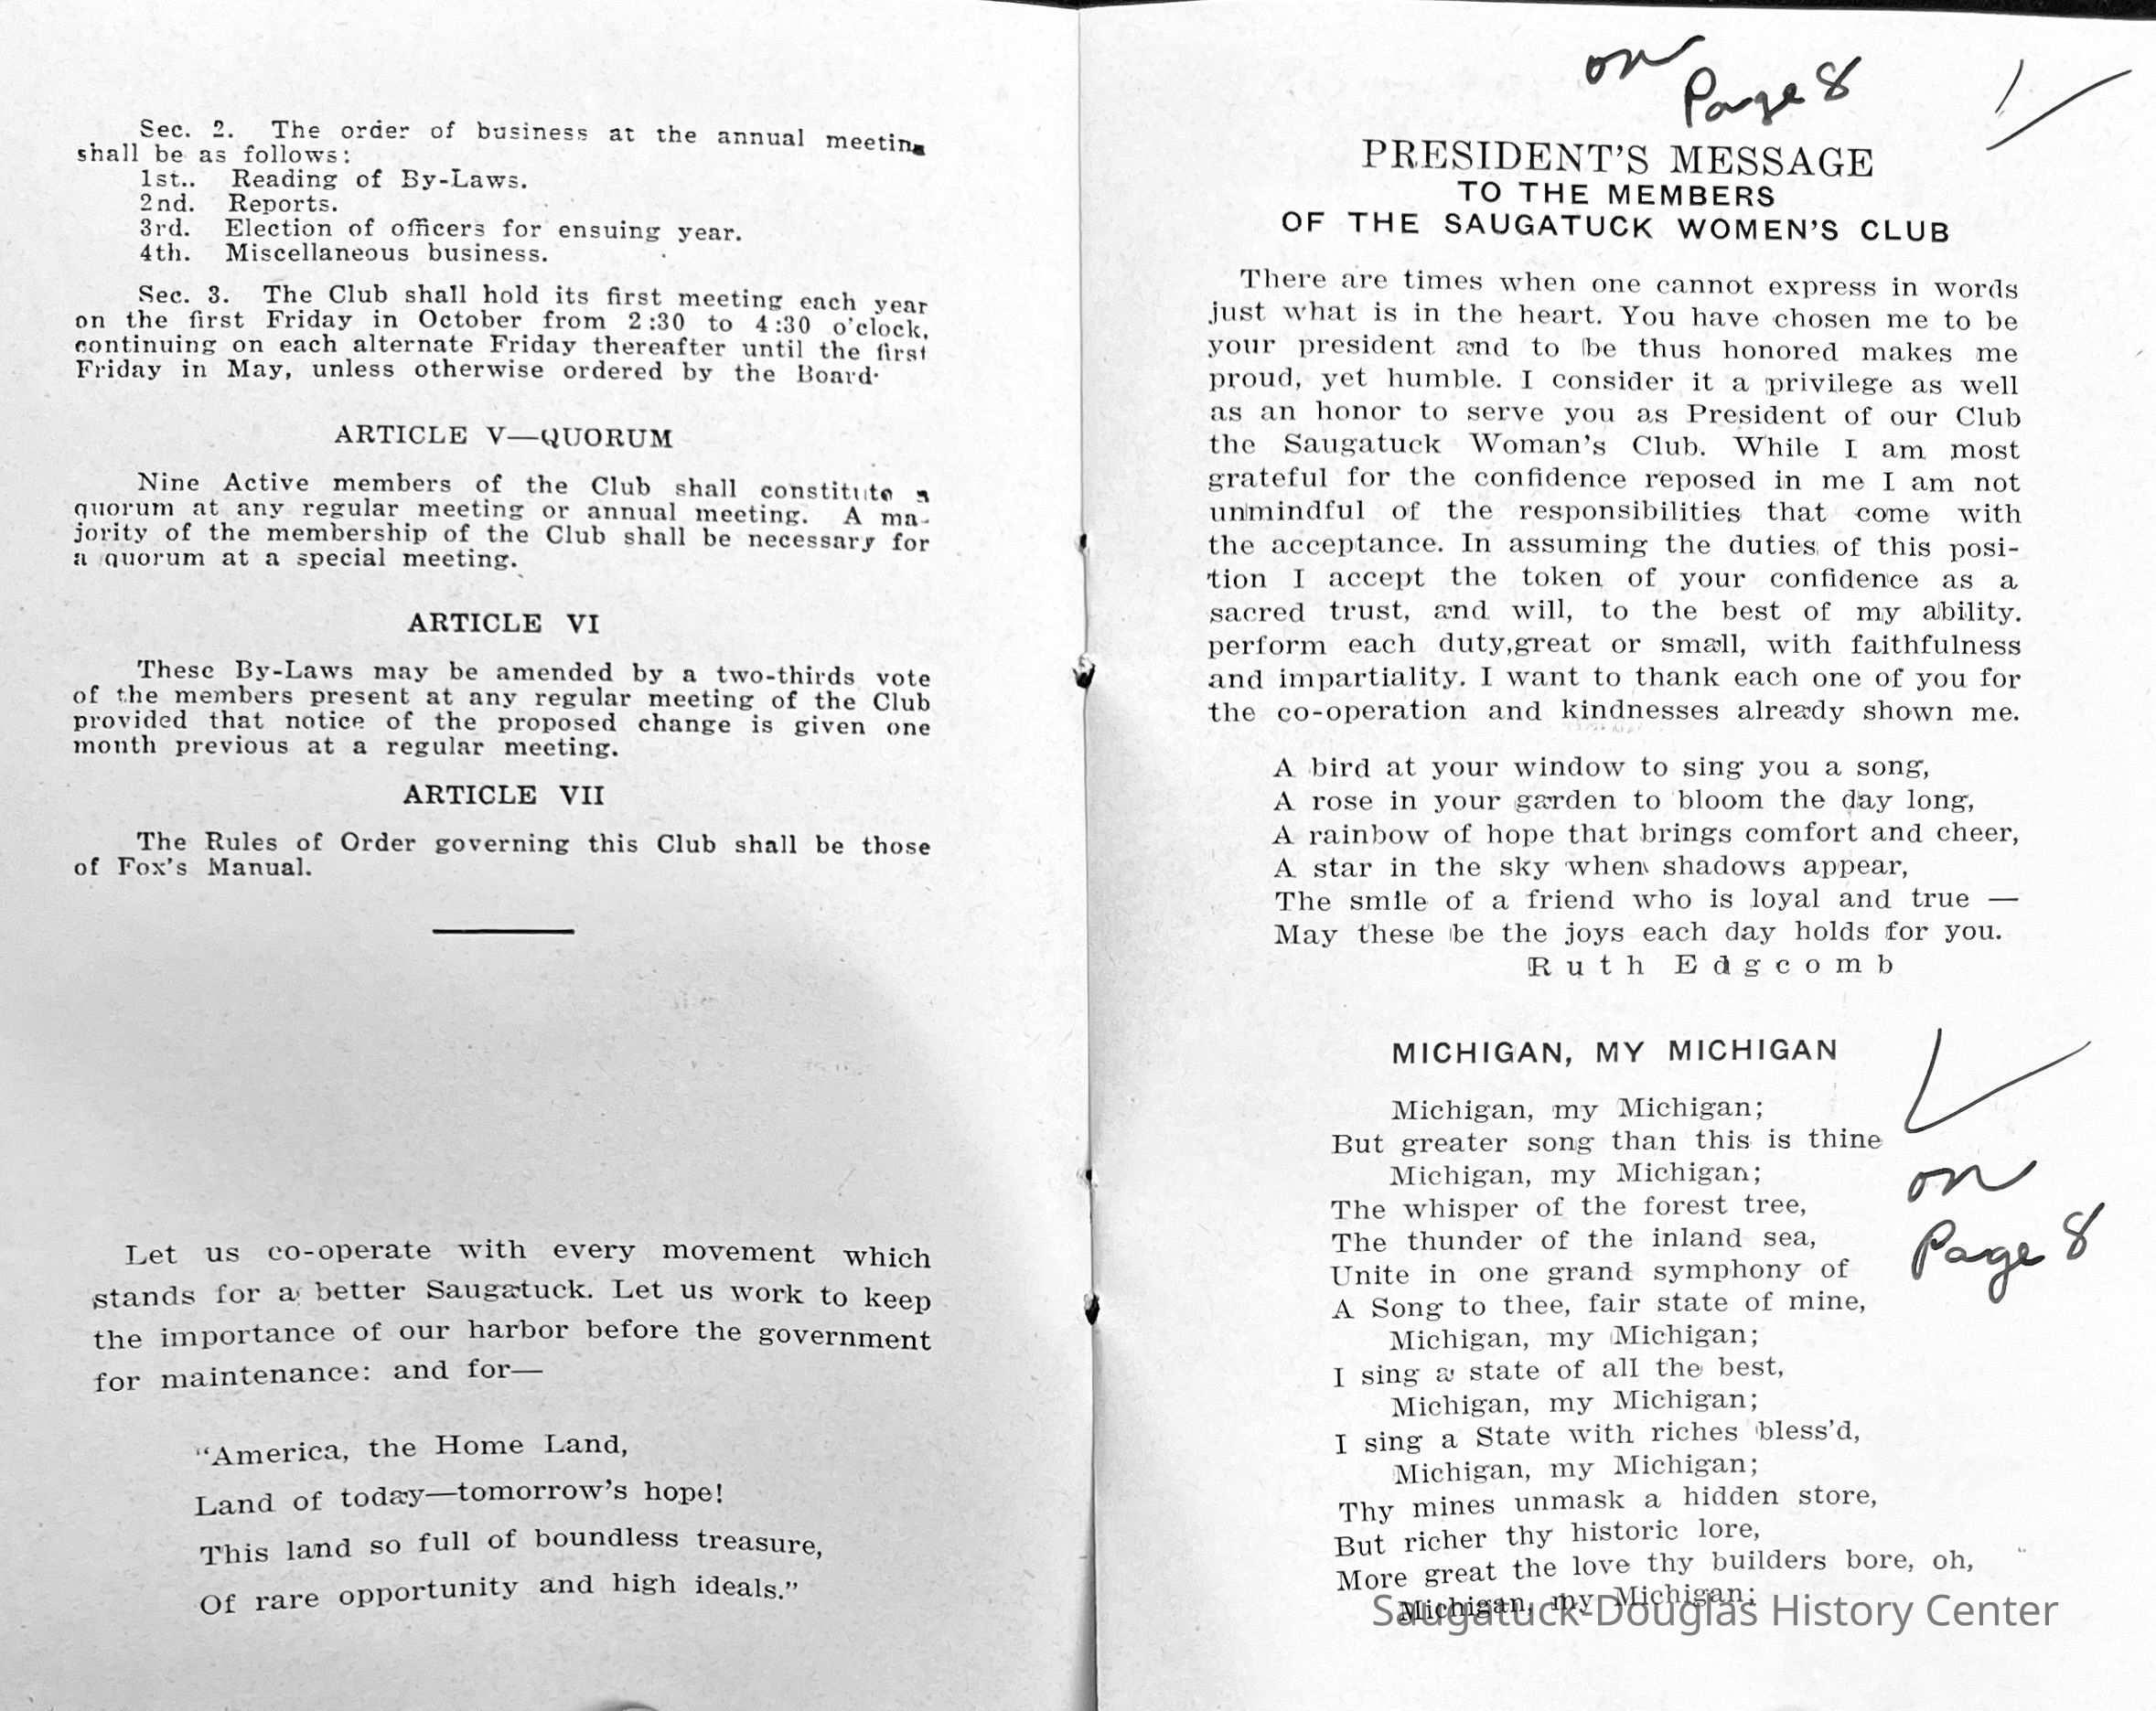 Sec. 2. The order of business at the annual meeting
shall be as follows:
1st.. Reading of By-Laws.
2nd. Reports.
3rd. Election of officers for ensuing year.
4th. Miscellaneous business.
Sec. 3. The Club shall hold its first meeting each year
on the first Friday in October from 2:30 to 4:30 o'clock,
continuing on each alternate Friday thereafter until the first
Friday in May, unless otherwise ordered by the Board.
ARTICLE V—QUORUM
Nine Active members of the Club shall constitute a
quorum at any regular meeting or annual meeting. A ma-
jority of the membership of the Club shall be necessary for
a quorum at a special meeting.
ARTICLE VI
These By-Laws may be amended by a two-thirds vote
of the members present at any regular meeting of the Club
provided that notice of the proposed change is given one
month previous at a regular meeting.
ARTICLE VII
The Rules of Order governing this Club shall be those
of Fox's Manual.
Let us co-operate with every movement which
stands for a better Saugatuck. Let us work to keep
the importance of our harbor before the government
for maintenance: and for—
"America, the Home Land,
Land of today—tomorrow's hope!
This land so full of boundless treasure,
Of rare opportunity and high ideals."
on
Page 8
PRESIDENT'S MESSAGE
TO THE MEMBERS
OF THE SAUGATUCK WOMEN'S CLUB
There are times when one cannot express in words
just what is in the heart. You have chosen me to be
your president and to be thus honored makes me
proud, yet humble. I consider it a privilege as well
as an honor to serve you as President of our Club
the Saugatuck Woman's Club. While I am most
grateful for the confidence reposed in me I am not
unmindful of the responsibilities that come with
the acceptance. In assuming the duties of this posi-
tion I accept the token of your confidence as a
sacred trust, and will, to the best of my ability.
perform each duty,great or small, with faithfulness
and impartiality. I want to thank each one of you for
the co-operation and kindnesses already shown me.
A bird at your window to sing you a song,
A rose in your garden to bloom the day long,
A rainbow of hope that brings comfort and cheer,
A star in the sky when shadows appear,
The smile of a friend who is loyal and true —
May these be the joys each day holds for you.
Ruth Edgcomb
MICHIGAN, MY MICHIGAN
Michigan, my Michigan;
But greater song than this is thine
Michigan, my Michigan;
The whisper of the forest tree,
The thunder of the inland sea,
Unite in one grand symphony of
A Song to thee, fair state of mine,
Michigan, my Michigan;
I sing a state of all the best,
Michigan, my Michigan;
I sing a State with riches bless'd,
Michigan, my Michigan;
Thy mines unmask a hidden store,
But richer thy historic lore,
More great the love thy builders bore, oh,
Michigan, my Michigan;
on
Page 8
Saugatuck-Douglas History Center